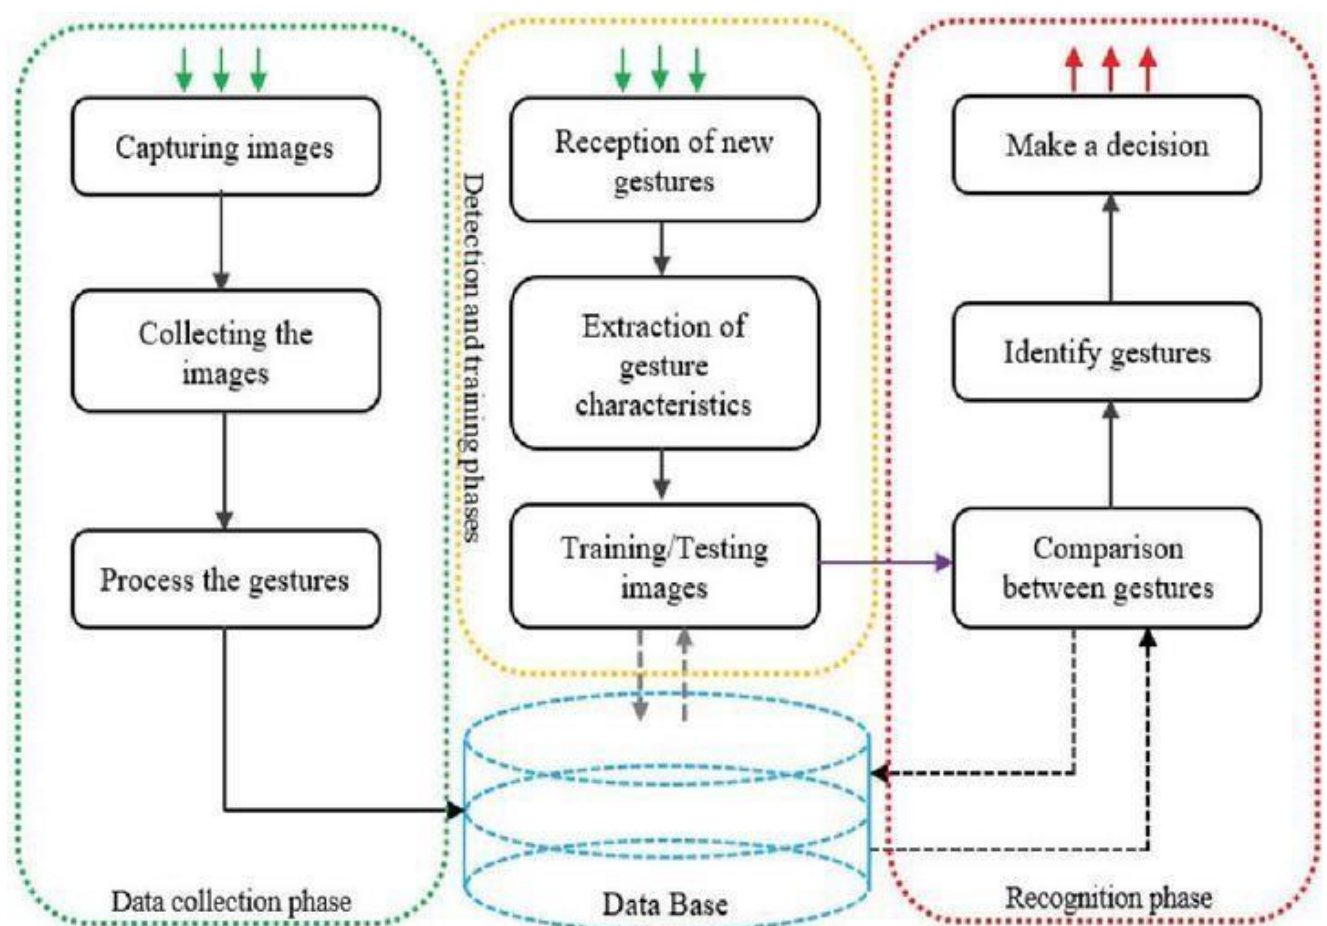 Capturing images
Collecting the
images
Process the gestures
Data collection phase
Detection and training phases
Reception of new
gestures
Extraction of
gesture
characteristics
Training/Testing
images
Data Base
Make a decision
Identify gestures
Comparison
between gestures
Recognition phase